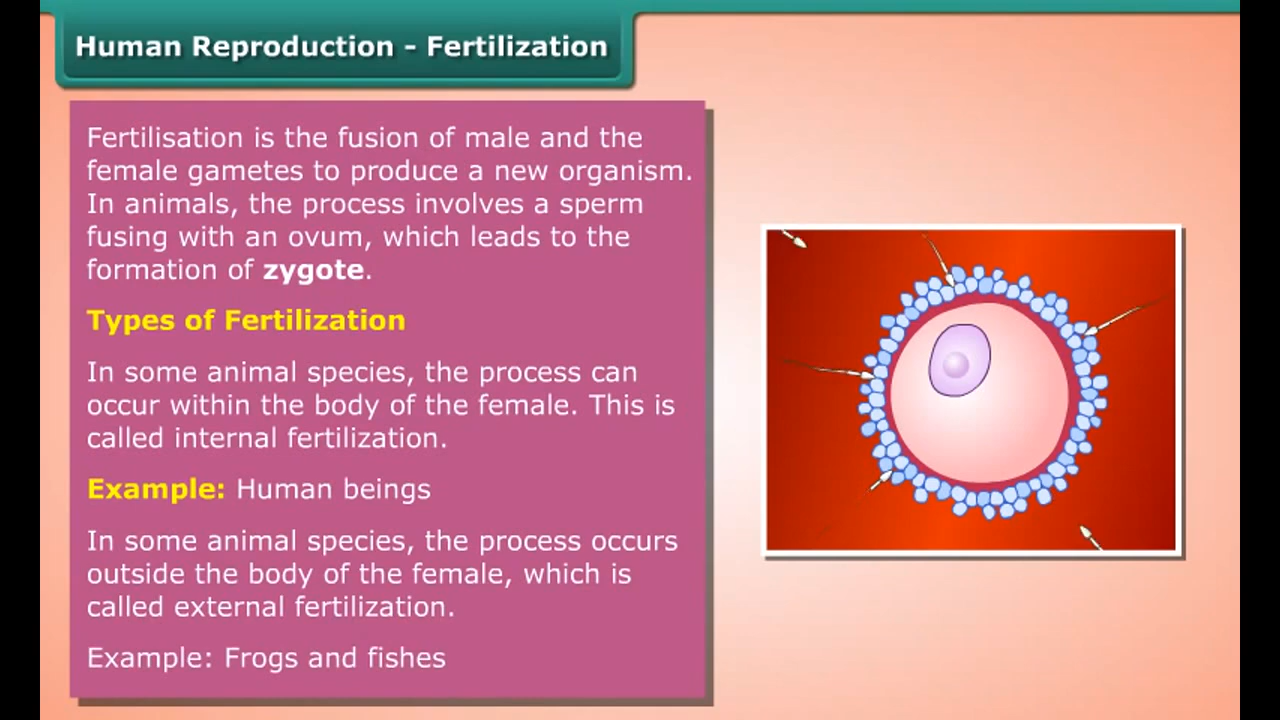 Human Reproduction - Fertilization
Fertilisation is the fusion of male and the
female gametes to produce a new organism.
In animals, the process involves a sperm
fusing with an ovum, which leads to the
formation of zygote.
Types of Fertilization
In some animal species, the process can
occur within the body of the female. This is
called internal fertilization.
Example: Human beings
In some animal species, the process occurs
outside the body of the female, which is
called external fertilization.
Example: Frogs and fishes